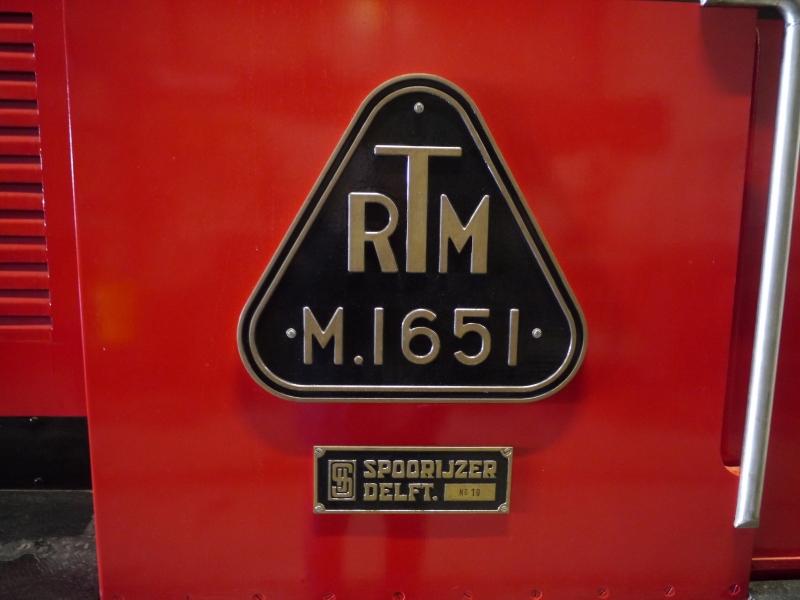 RTM
M.1651
SPOORIJZER
DELFT. Nº 10